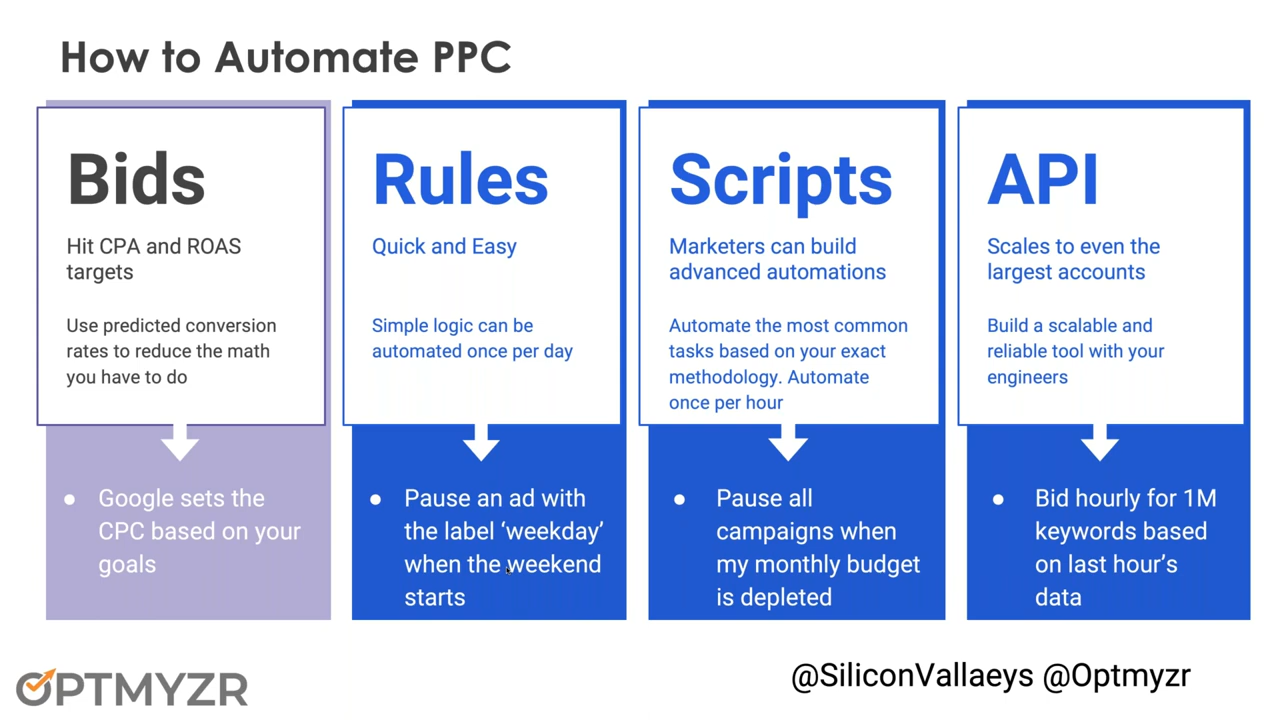 How to Automate PPC
Bids
Hit CPA and ROAS
targets
Use predicted conversion
rates to reduce the math
you have to do
Google sets the
CPC based on your
goals
Rules
Quick and Easy
Simple logic can be
automated once per day
Pause an ad with
the label ‘weekday’
when the weekend
starts
Scripts
Marketers can build
advanced automations
Automate the most common
tasks based on your exact
methodology. Automate
once per hour
Pause all
campaigns when
my monthly budget
is depleted
API
Scales to even the
largest accounts
Build a scalable and
reliable tool with your
engineers
Bid hourly for 1M
keywords based
on last hour’s
data
OPTMYZR
@SiliconVallaeys @Optmyzr